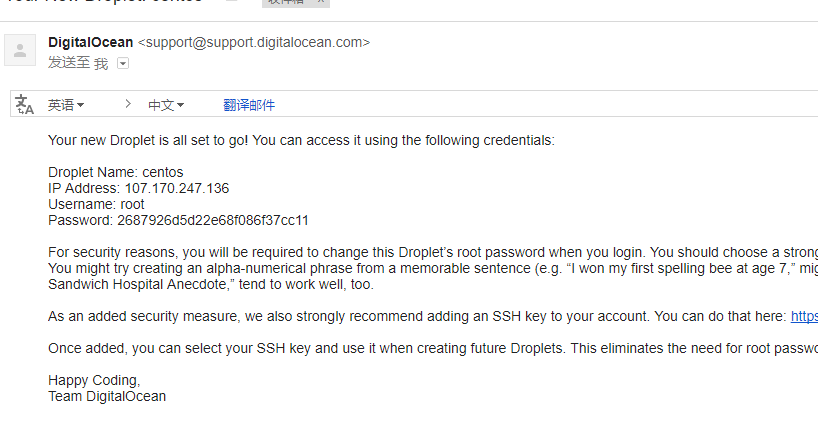 DigitalOcean <support@support.digitalocean.com>
发送至 我
英语 > 中文 翻译邮件
Your new Droplet is all set to go! You can access it using the following credentials:
Droplet Name: centos
IP Address: 107.170.247.136
Username: root
Password: 2687926d5d22e68f086f37cc11
For security reasons, you will be required to change this Droplet's root password when you login. You should choose a strong
You might try creating an alpha-numerical phrase from a memorable sentence (e.g. “I won my first spelling bee at age 7,”
Sandwich Hospital Anecdote,” tend to work well, too.
As an added security measure, we also strongly recommend adding an SSH key to your account. You can do that here: https
Once added, you can select your SSH key and use it when creating future Droplets. This eliminates the need for root
Happy Coding,
Team DigitalOcean